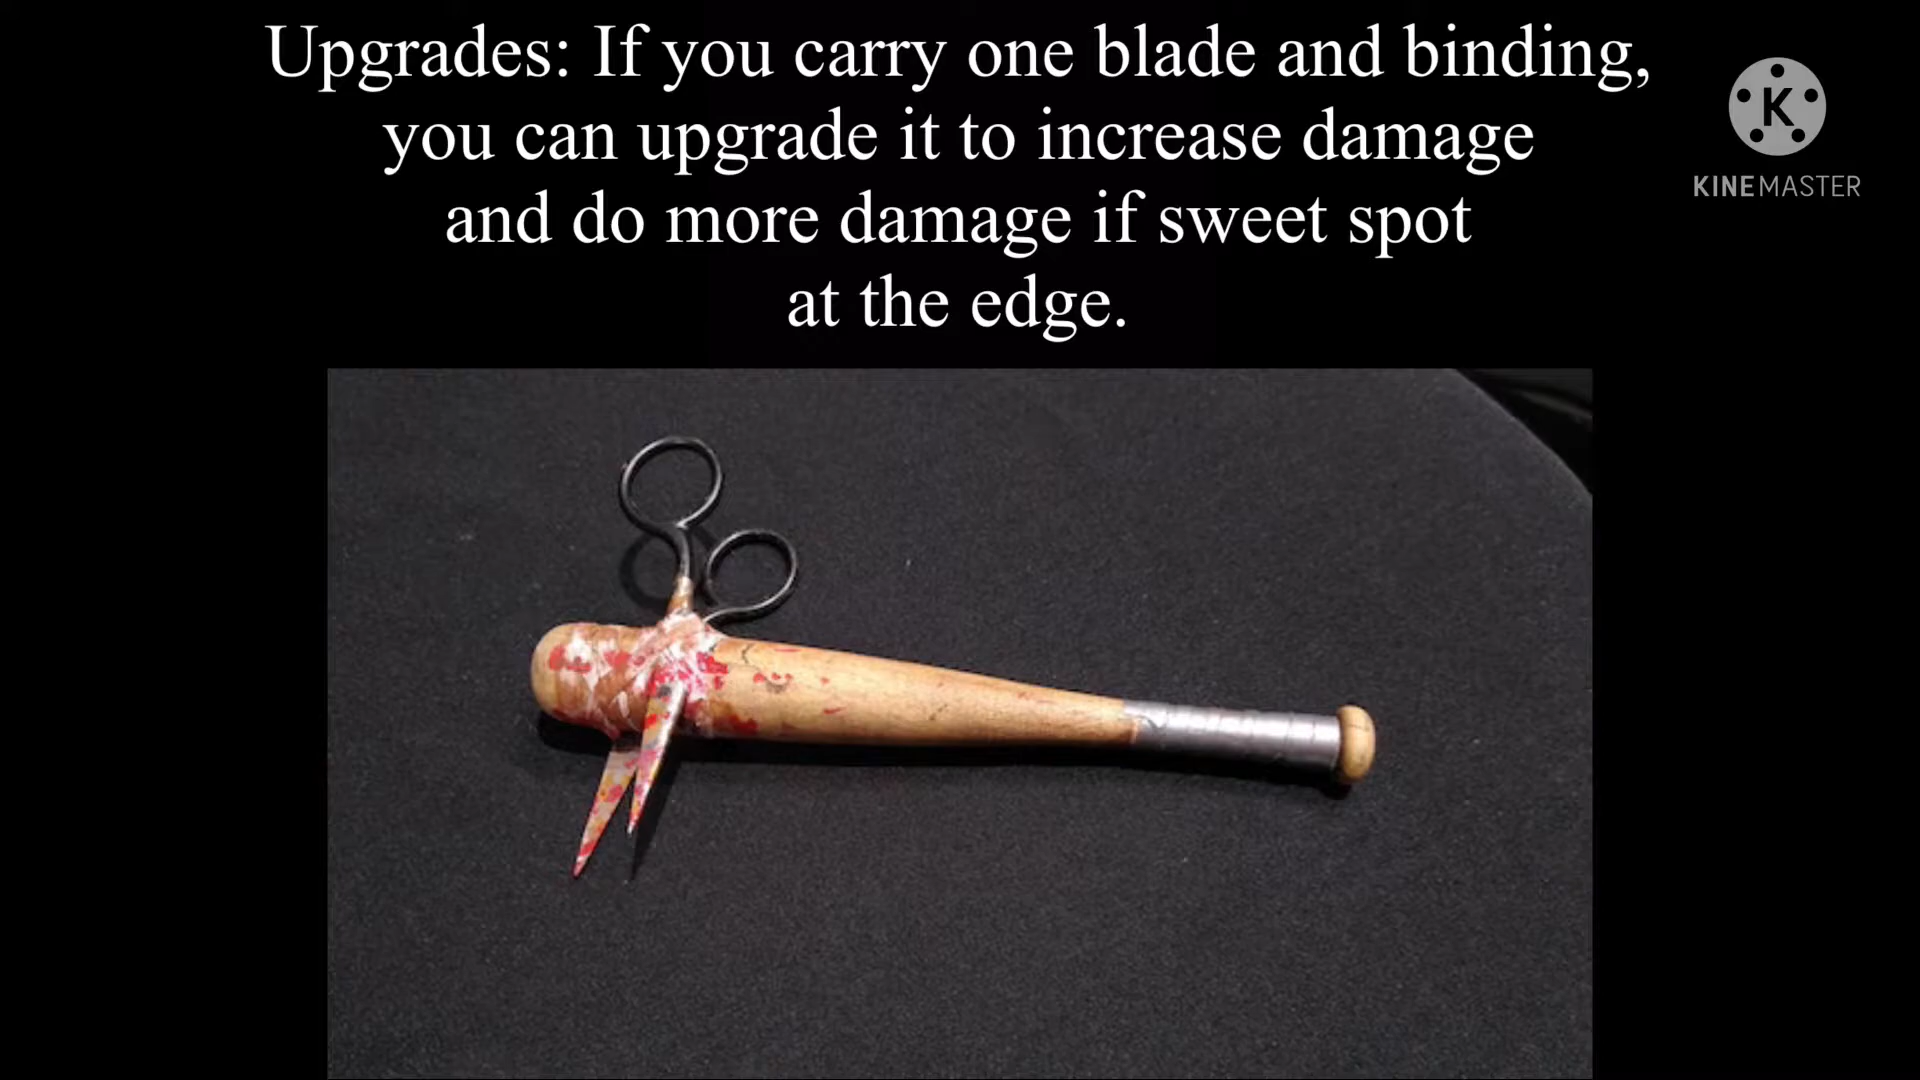 Upgrades: If you carry one blade and binding,
you can upgrade it to increase damage
and do more damage if sweet spot
at the edge.
K
KINEMASTER